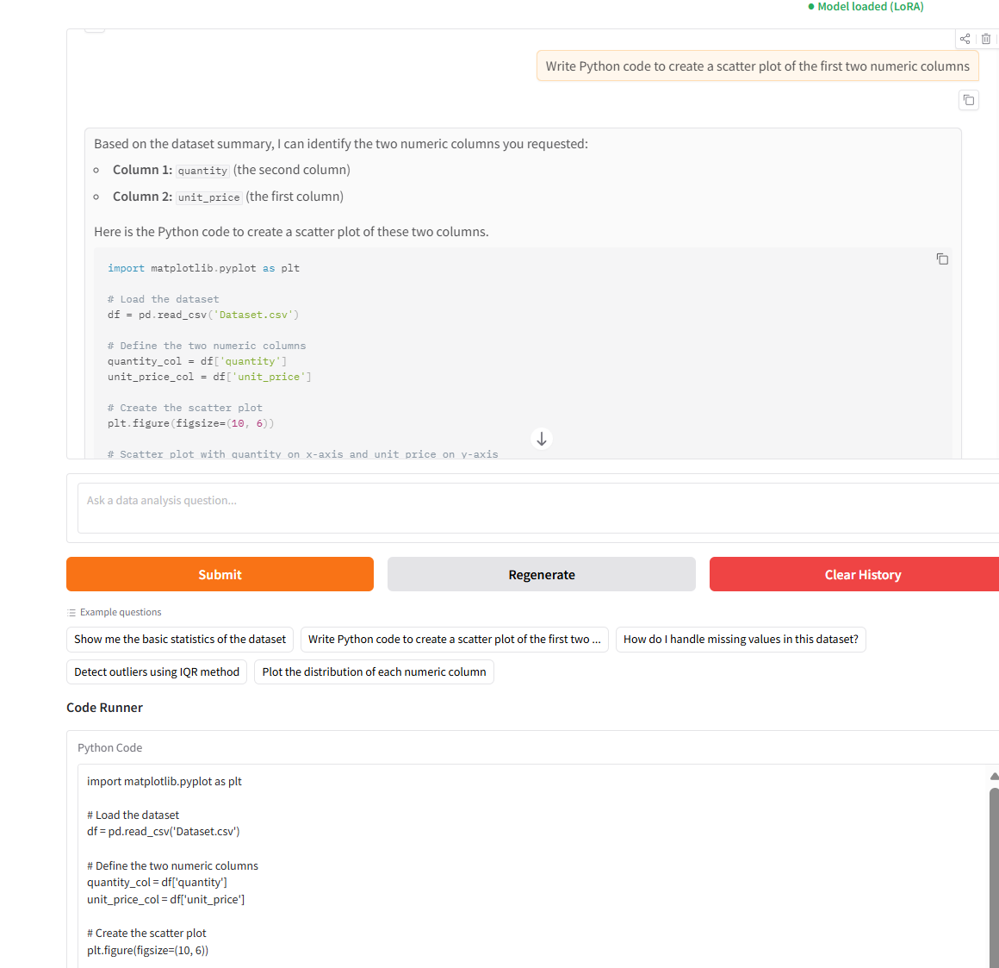 Model loaded (LoRA)
Write Python code to create a scatter plot of the first two numeric columns
Based on the dataset summary, I can identify the two numeric columns you requested:
Column 1: quantity (the second column)
Column 2: unit_price (the first column)
Here is the Python code to create a scatter plot of these two columns.
import matplotlib.pyplot as plt
# Load the dataset
df = pd.read_csv('Dataset.csv')
# Define the two numeric columns
quantity_col = df['quantity']
unit_price_col = df['unit_price']
# Create the scatter plot
plt.figure(figsize=(10, 6))
# Scatter plot with quantity on x-axis and unit price on y-axis
Ask a data analysis question...
Submit
Regenerate
Clear History
Example questions
Show me the basic statistics of the dataset
Write Python code to create a scatter plot of the first two ...
How do I handle missing values in this dataset?
Detect outliers using IQR method
Plot the distribution of each numeric column
Code Runner
Python Code
import matplotlib.pyplot as plt
# Load the dataset
df = pd.read_csv('Dataset.csv')
# Define the two numeric columns
quantity_col = df['quantity']
unit_price_col = df['unit_price']
# Create the scatter plot
plt.figure(figsize=(10, 6))